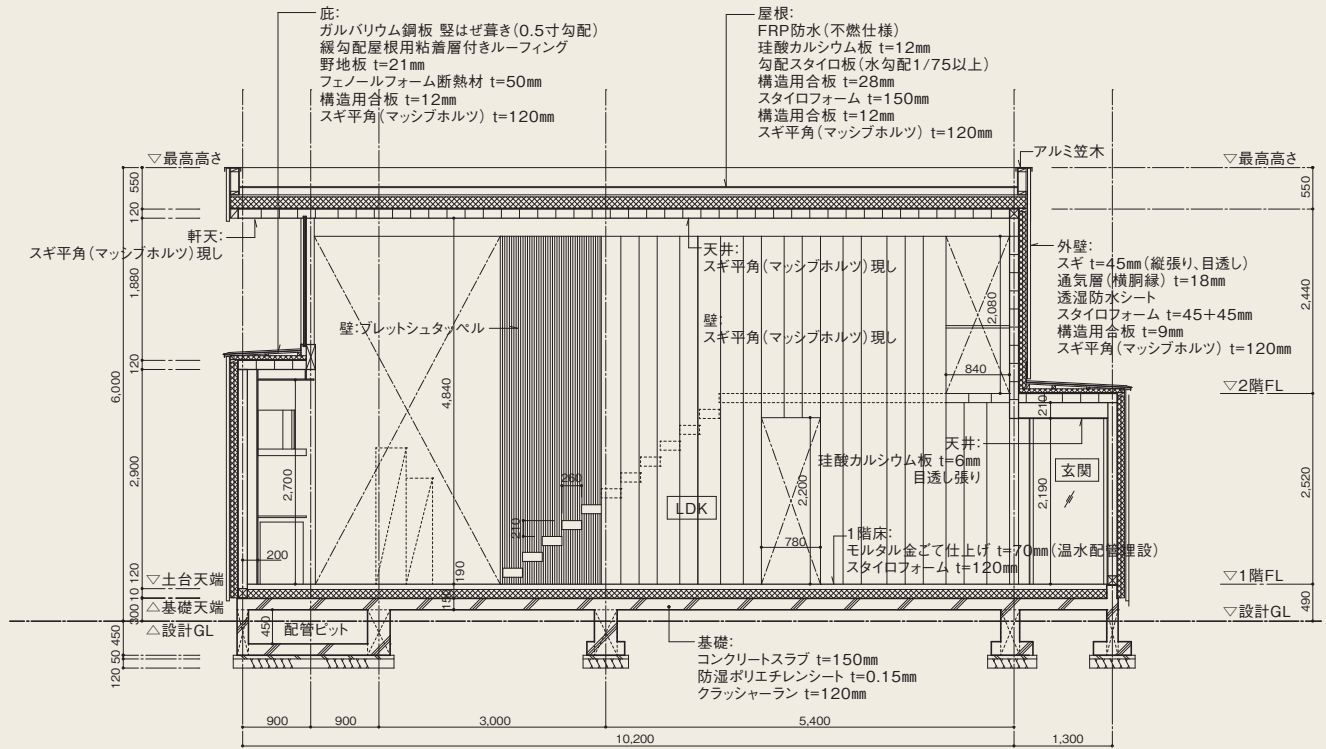 庇:
ガルバリウム鋼板 竪はぜ葺き(0.5寸勾配)
緩勾配屋根用粘着層付きルーフィング
野地板 t=21mm
フェノールフォーム断熱材 t=50mm
構造用合板 t=12mm
スギ平角(マッシブホルツ) t=120mm
屋根:
FRP防水(不燃仕様)
珪酸カルシウム板 t=12mm
勾配スタイロ板(水勾配1/75以上)
構造用合板 t=28mm
スタイロフォーム t=150mm
構造用合板 t=12mm
スギ平角(マッシブホルツ) t=120mm
アルミ笠木
▽最高高さ
▽最高高さ
550
120
1,880
120
2,900
120
10
300
450
50
120
6,000
軒天:
スギ平角(マッシブホルツ)現し
壁:ブレットシュタッペル
天井:
スギ平角(マッシブホルツ)現し
壁:
スギ平角(マッシブホルツ)現し
外壁:
スギ t=45mm(縦張り、目透し)
通気層(横胴縁) t=18mm
透湿防水シート
スタイロフォーム t=45+45mm
構造用合板 t=9mm
スギ平角(マッシブホルツ) t=120mm
550
2,440
2,520
490
2,080
840
4,840
▽2階FL
210
天井:
珪酸カルシウム板 t=6mm
目透し張り
玄関
2,190
2,700
260
210
LDK
2,200
780
200
190
150
1階床:
モルタル金ごて仕上げ t=70mm(温水配管埋設)
スタイロフォーム t=120mm
▽土台天端
△基礎天端
△設計GL
▽1階FL
▽設計GL
450
配管ピット
基礎:
コンクリートスラブ t=150mm
防湿ポリエチレンシート t=0.15mm
クラッシャーラン t=120mm
900
900
3,000
5,400
10,200
1,300